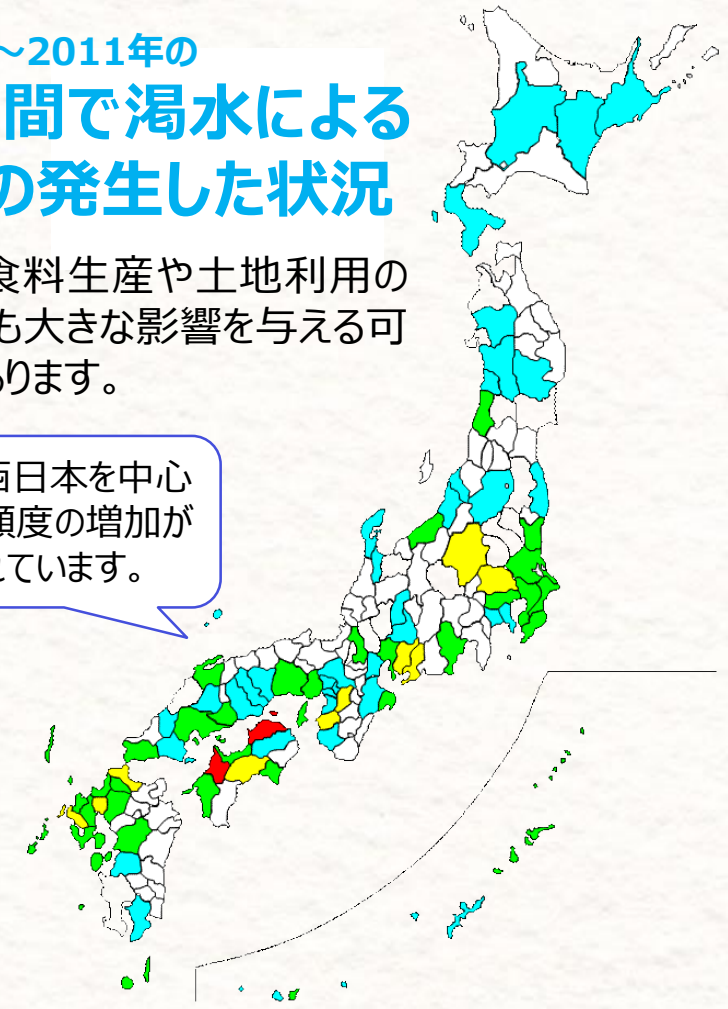 ～2011年の
間で渇水による
の発生した状況
食料生産や土地利用の
も大きな影響を与える可
ります。
西日本を中心
頻度の増加が
れています。